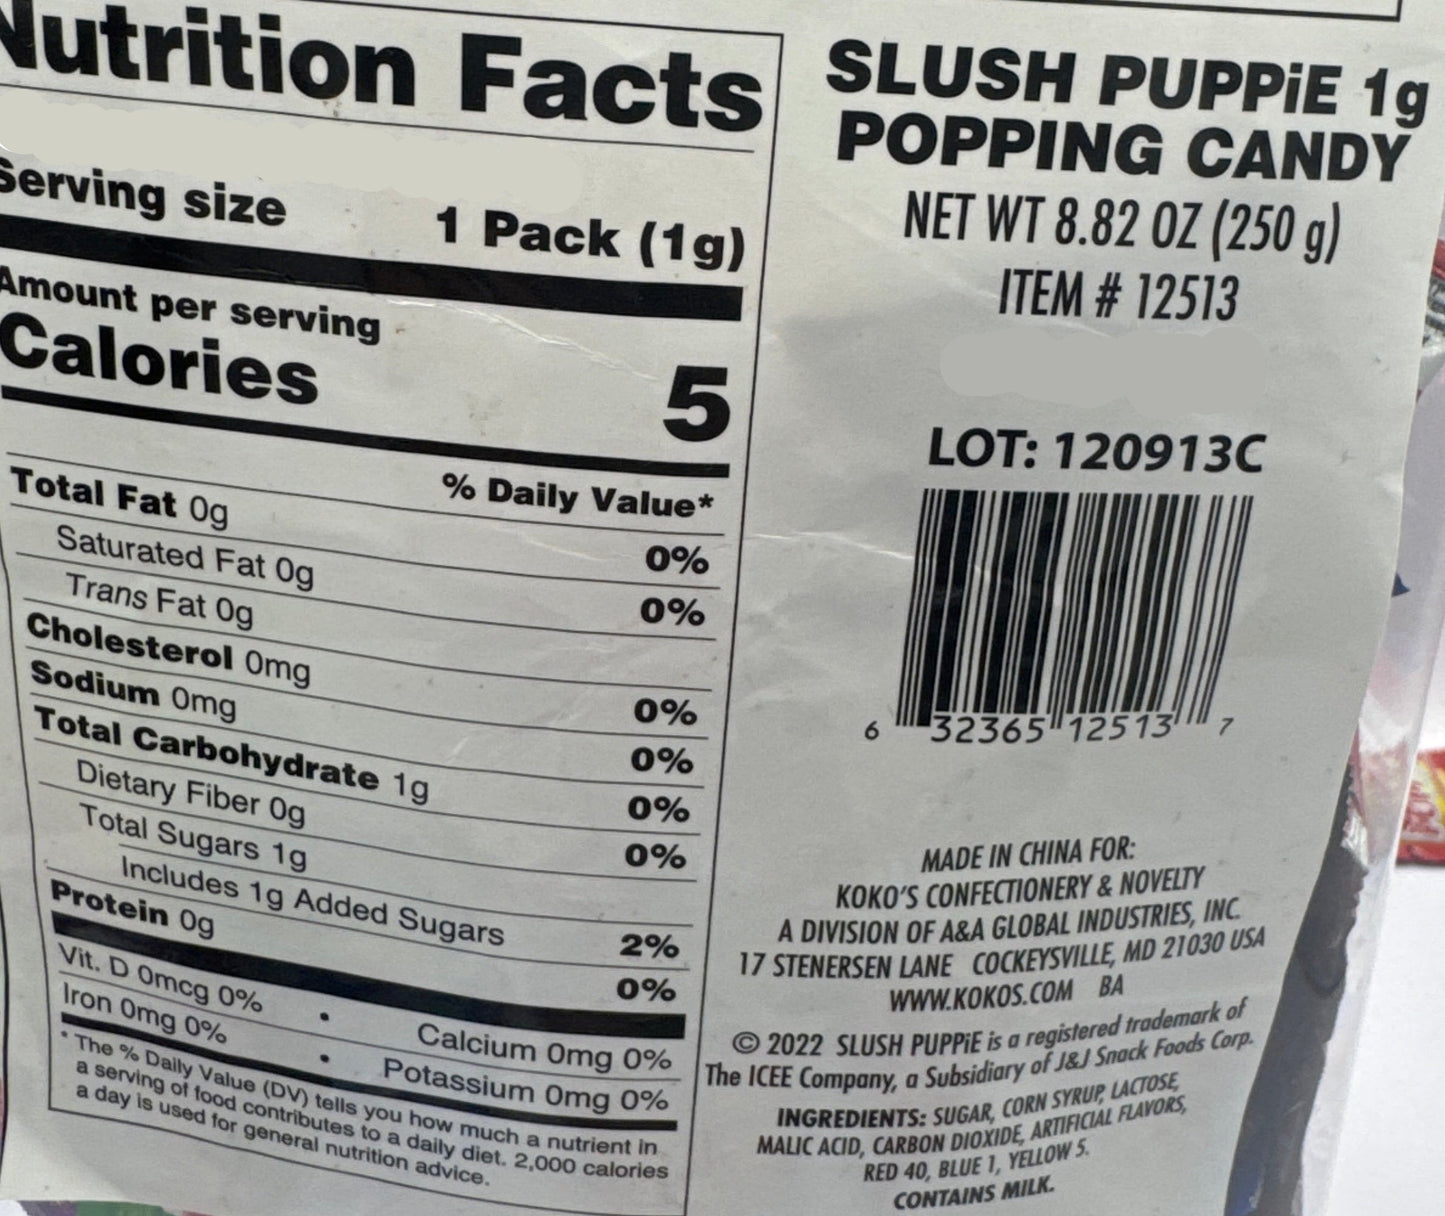 Nutrition Facts
Serving size 1 Pack (1g)
Amount per serving
Calories 5
% Daily Value*
Total Fat 0g 0%
Saturated Fat 0g 0%
Trans Fat 0g
Cholesterol 0mg 0%
Sodium 0mg 0%
Total Carbohydrate 1g 0%
Dietary Fiber 0g 0%
Total Sugars 1g
Includes 1g Added Sugars 2%
Protein 0g 0%
Vit. D 0mcg 0% • Calcium 0mg 0%
Iron 0mg 0% • Potassium 0mg 0%
* The % Daily Value (DV) tells you how much a nutrient in
a serving of food contributes to a daily diet. 2,000 calories
a day is used for general nutrition advice.
SLUSH PUPPiE 1g
POPPING CANDY
NET WT 8.82 OZ (250 g)
ITEM # 12513
LOT: 120913C
6 32365 12513 7
MADE IN CHINA FOR:
KOKO'S CONFECTIONERY & NOVELTY
A DIVISION OF A&A GLOBAL INDUSTRIES, INC.
17 STENERSEN LANE COCKEYSVILLE, MD 21030 USA
WWW.KOKOS.COM BA
© 2022 SLUSH PUPPiE is a registered trademark of
The ICEE Company, a Subsidiary of J&J Snack Foods Corp.
INGREDIENTS: SUGAR, CORN SYRUP, LACTOSE,
MALIC ACID, CARBON DIOXIDE, ARTIFICIAL FLAVORS,
RED 40, BLUE 1, YELLOW 5.
CONTAINS MILK.